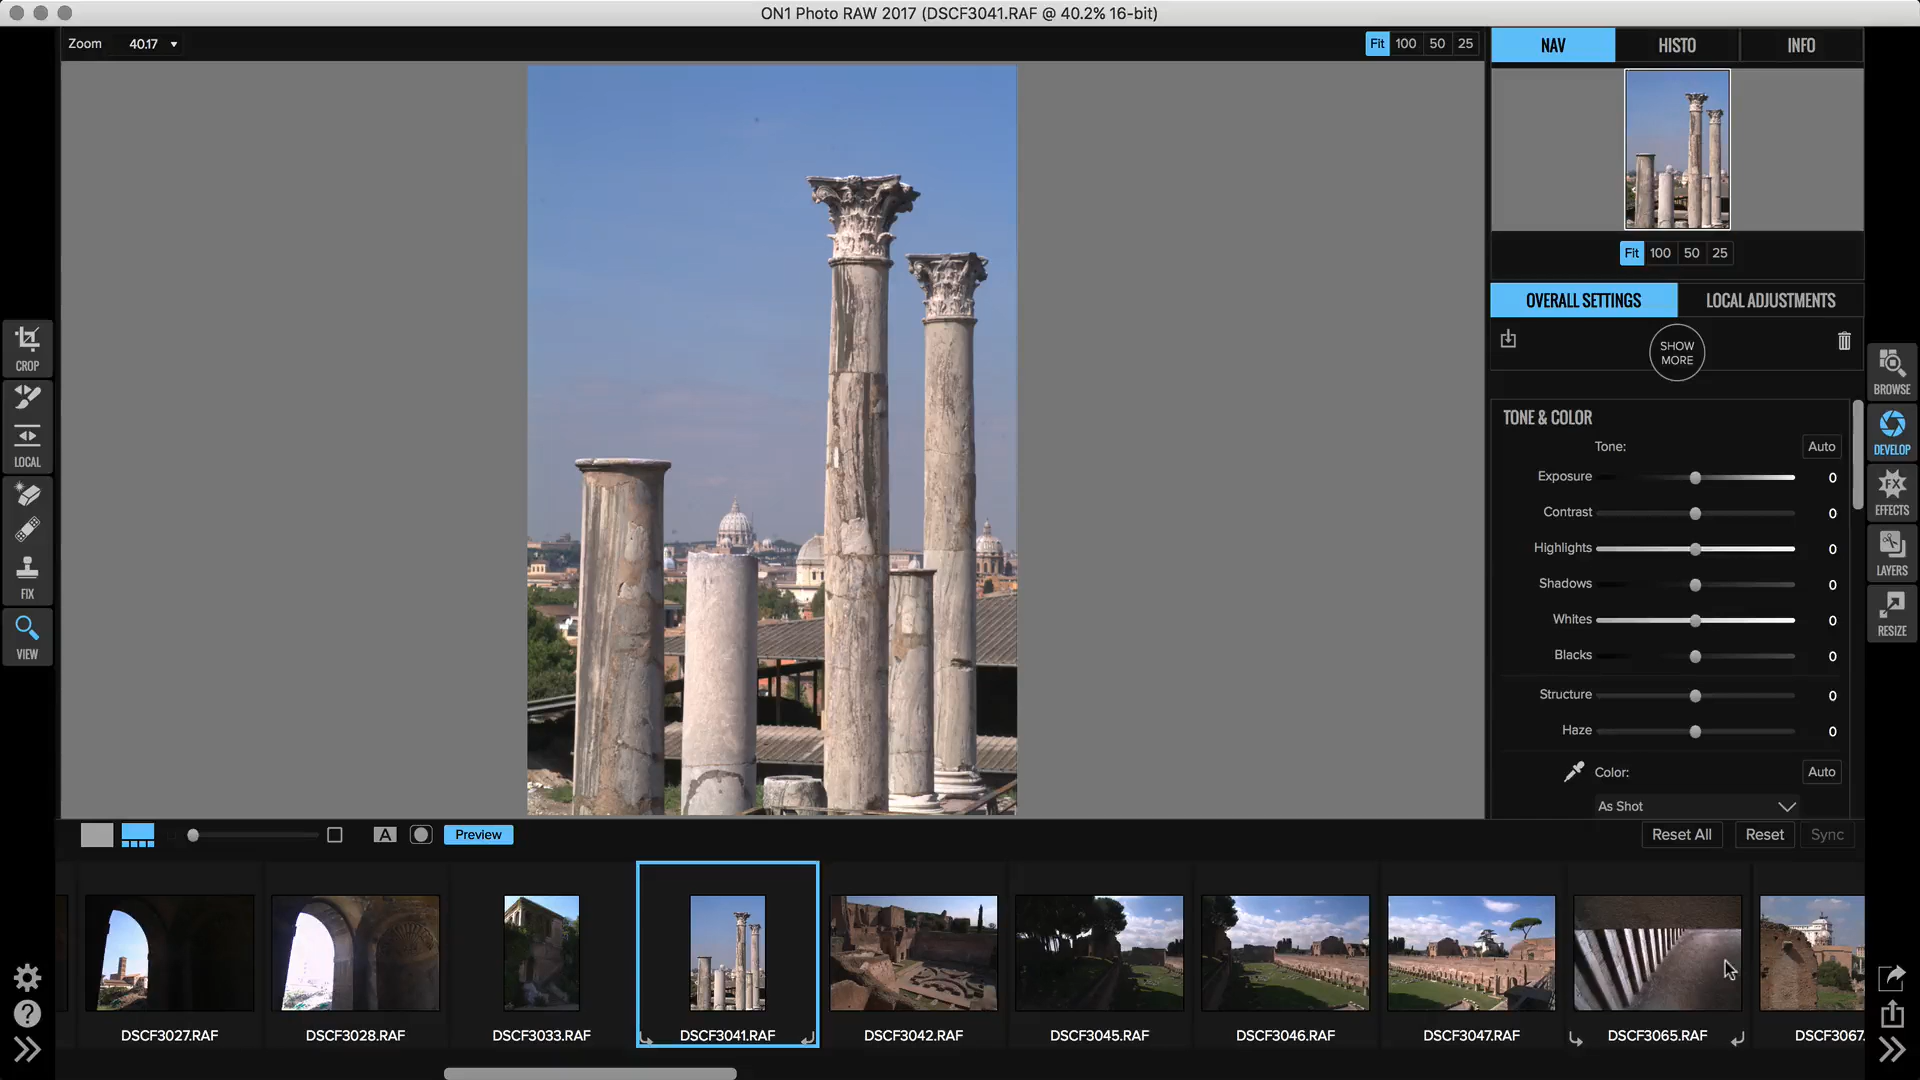 ON1 Photo RAW 2017 (DSCF3041.RAF @ 40.2% 16-bit)
Zoom 40.17
Fit 100 50 25
NAV HISTO INFO
Fit 100 50 25
OVERALL SETTINGS LOCAL ADJUSTMENTS
SHOW
MORE
TONE & COLOR
Tone: Auto
Exposure 0
Contrast 0
Highlights 0
Shadows 0
Whites 0
Blacks 0
Structure 0
Haze 0
Color: Auto
As Shot
CROP
LOCAL
FIX
VIEW
BROWSE
DEVELOP
FX
EFFECTS
LAYERS
RESIZE
A Preview
Reset All Reset Sync
DSCF3027.RAF DSCF3028.RAF DSCF3033.RAF DSCF3041.RAF DSCF3042.RAF DSCF3045.RAF DSCF3046.RAF DSCF3047.RAF DSCF3065.RAF DSCF3067.